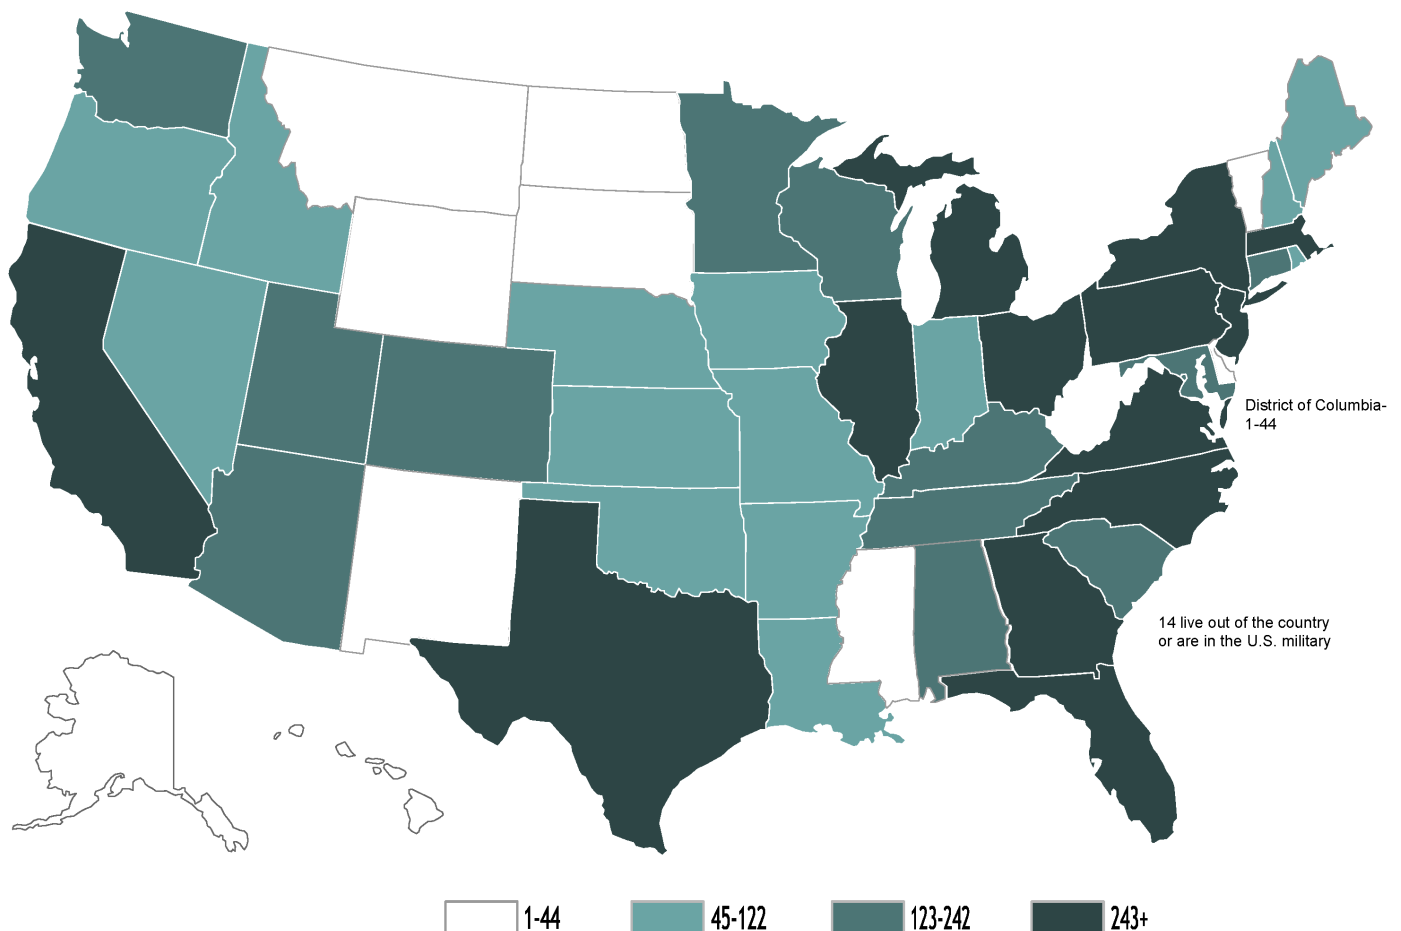 District of Columbia-
1-44
14 live out of the country
or are in the U.S. military
1-44
45-122
123-242
243+